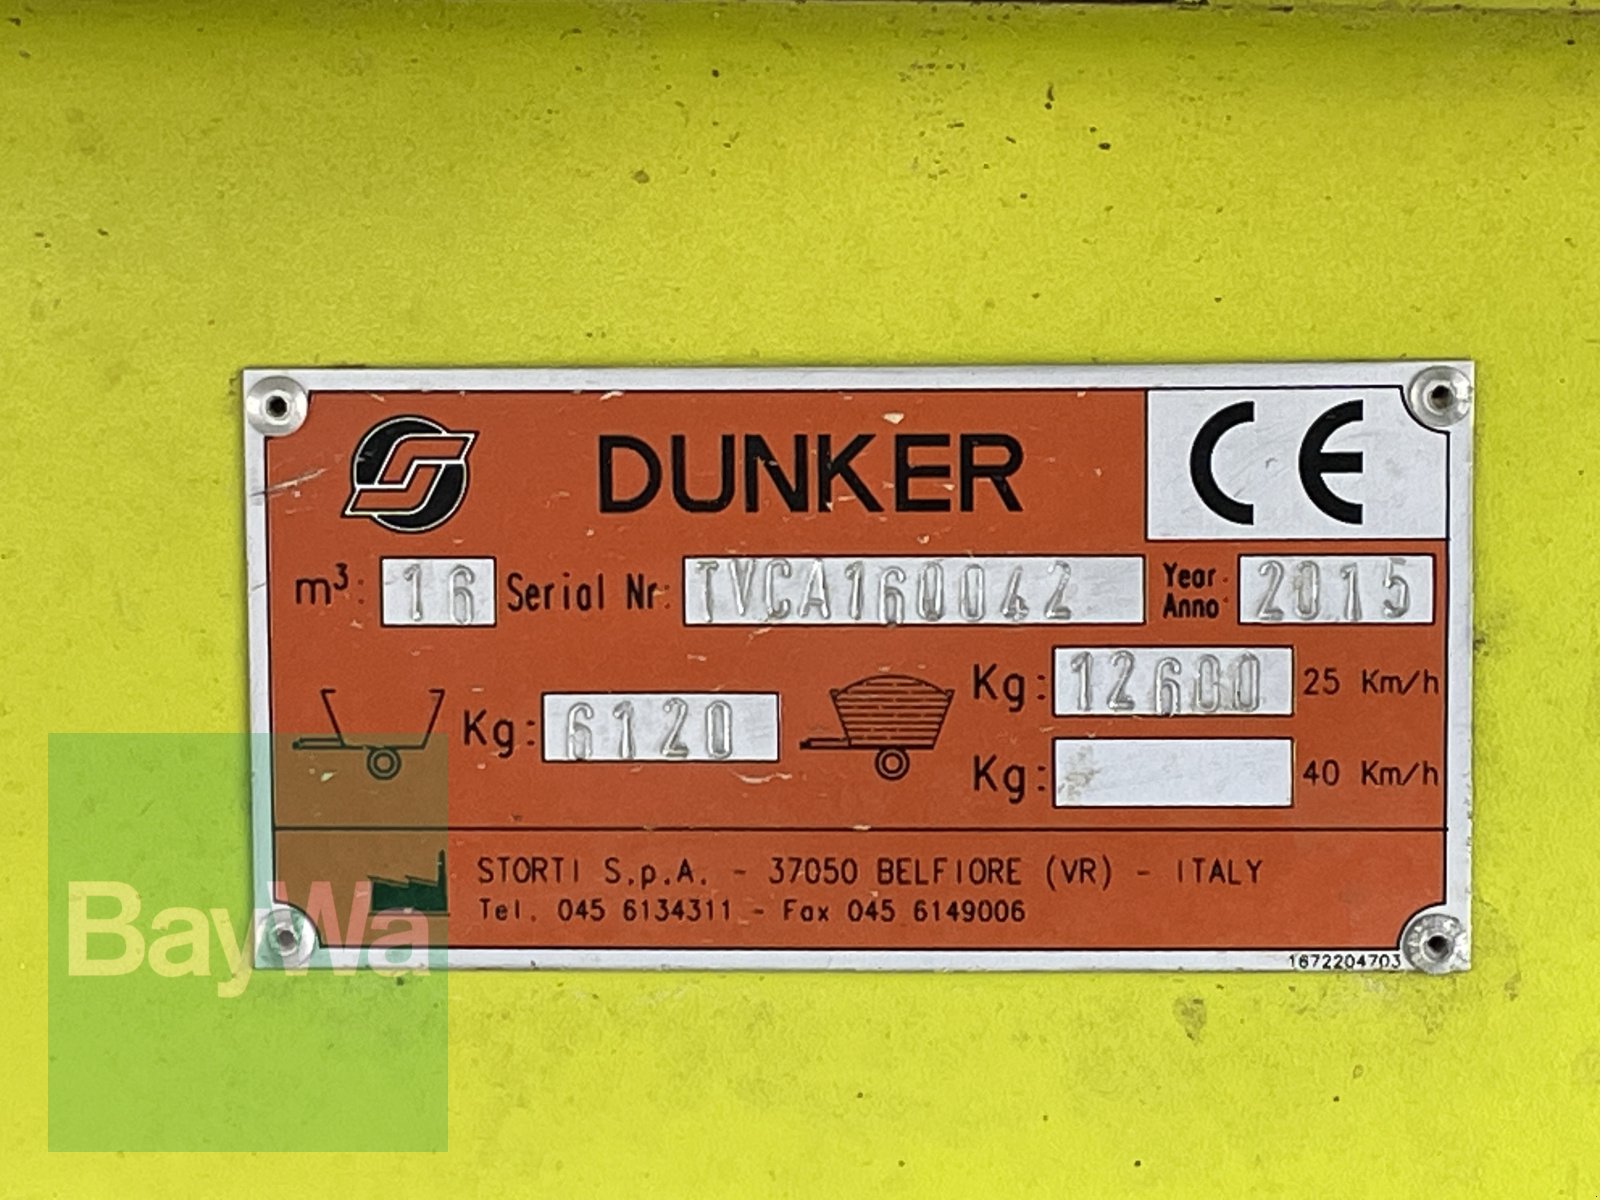 DUNKER CE
m³: 16 Serial Nr: TVCA160042 Year: Anno: 2015
Kg: 6120 Kg: 12600 25 Km/h
Kg: 40 Km/h
STORTI S.p.A. - 37050 BELFIORE (VR) - ITALY
Tel. 045 6134311 - Fax 045 6149006
1672204703
BayWa